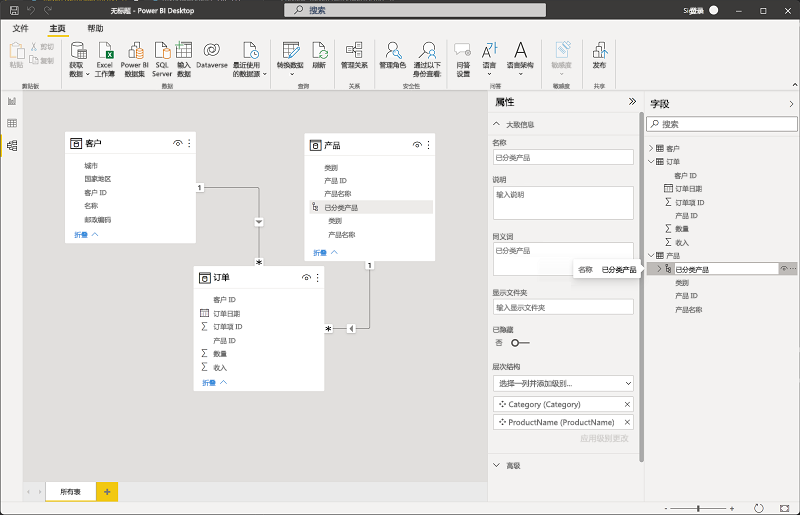 无标题 - Power BI Desktop
搜索
登录
文件 主页 帮助
粘贴
剪切
复制
剪贴板
获取数据
Excel 工作簿
Power BI 数据集
SQL Server
输入数据
Dataverse
最近使用的数据源
数据
转换数据
刷新
查询
管理关系
关系
管理角色
通过以下身份查看:
安全性
问答设置
语言
语言架构
问答
敏感度
敏感度
发布
共享
客户
城市
国家地区
客户 ID
名称
邮政编码
折叠
1
*
产品
类别
产品 ID
产品名称
已分类产品
类别
产品名称
折叠
1
*
订单
客户 ID
订单日期
订单项 ID
产品 ID
数量
收入
折叠
所有表
+
属性
大致信息
名称
已分类产品
说明
输入说明
同义词
已分类产品
名称 已分类产品
显示文件夹
输入显示文件夹
已隐藏
否
层次结构
选择一列并添加级别...
Category (Category)
ProductName (ProductName)
应用级别更改
高级
字段
搜索
客户
订单
客户 ID
订单日期
订单项 ID
产品 ID
数量
收入
产品
已分类产品
类别
产品 ID
产品名称